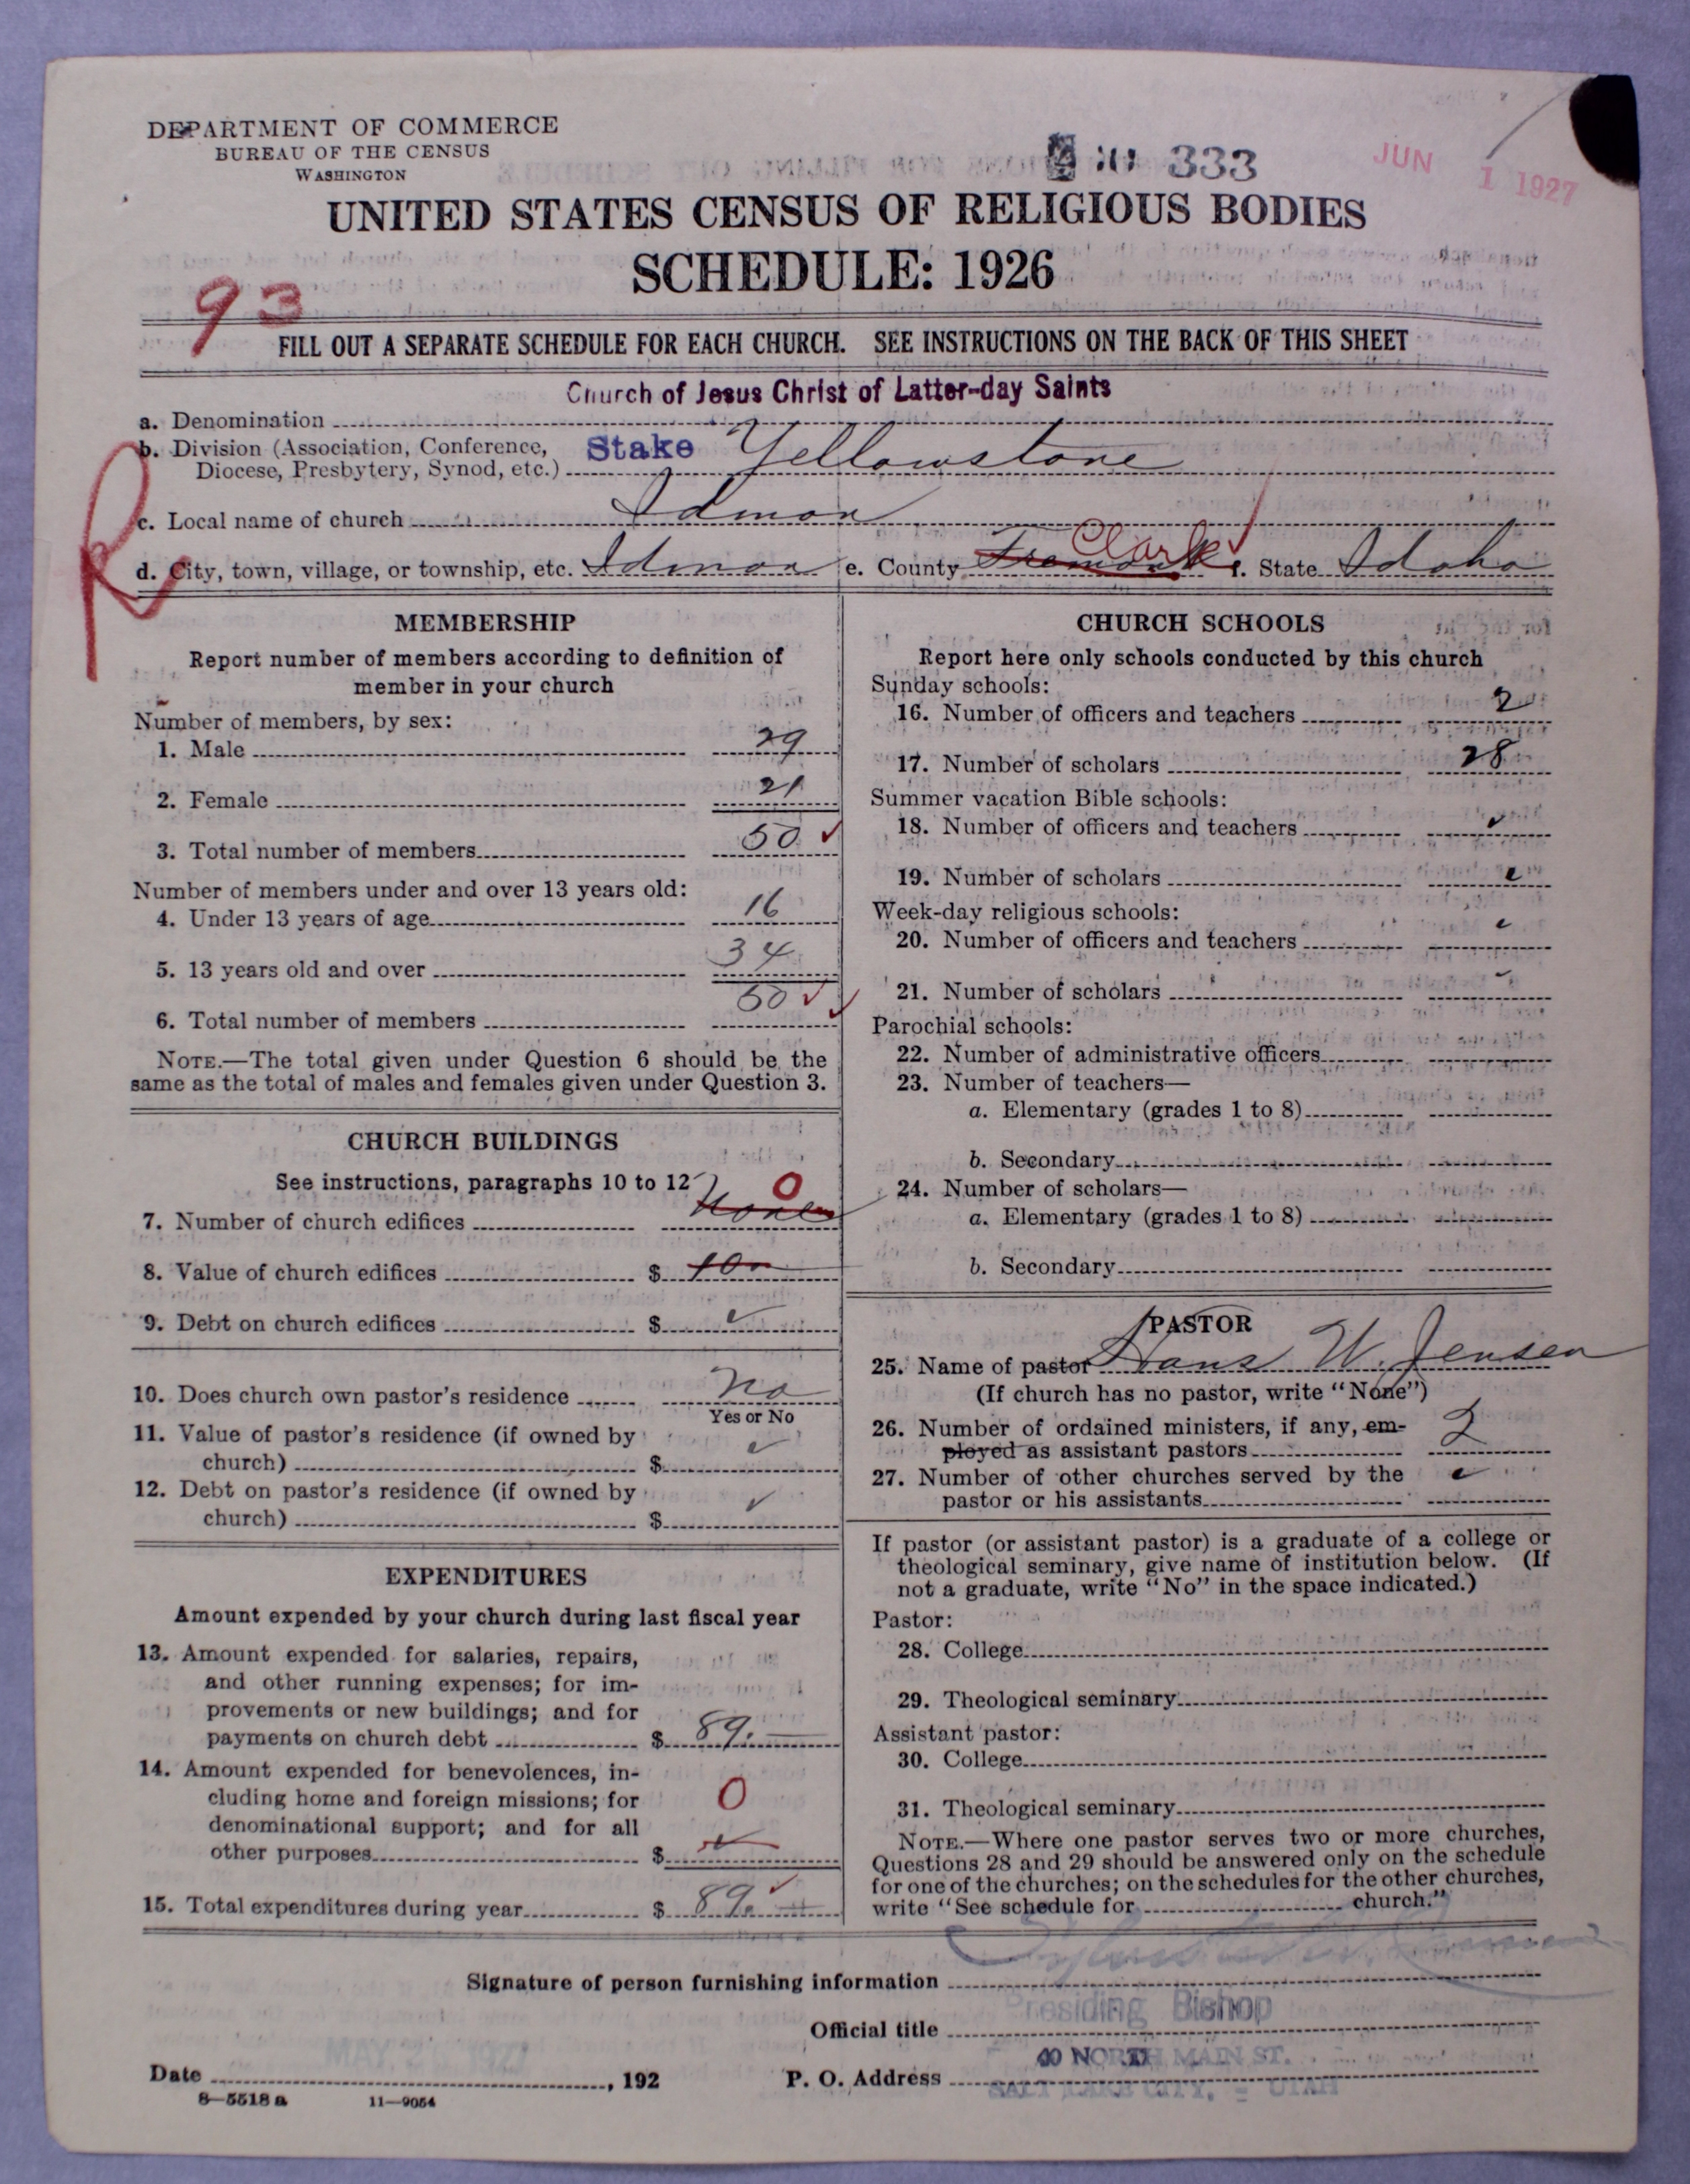 DEPARTMENT OF COMMERCE
BUREAU OF THE CENSUS
WASHINGTON
333
JUN 1 1927
UNITED STATES CENSUS OF RELIGIOUS BODIES
SCHEDULE: 1926
93
FILL OUT A SEPARATE SCHEDULE FOR EACH CHURCH. SEE INSTRUCTIONS ON THE BACK OF THIS SHEET
Church of Jesus Christ of Latter-day Saints
a. Denomination
b. Division (Association, Conference, Stake Yellowstone
Diocese, Presbytery, Synod, etc.)
R
c. Local name of church Idmon
d. City, town, village, or township, etc. Idmon e. County Fremont Clark f. State Idaho
MEMBERSHIP
Report number of members according to definition of
member in your church
Number of members, by sex:
1. Male 29
2. Female 21
3. Total number of members 50 ✓
Number of members under and over 13 years old:
4. Under 13 years of age 16
5. 13 years old and over 34
6. Total number of members 50 ✓
NOTE.—The total given under Question 6 should be the
same as the total of males and females given under Question 3.
CHURCH BUILDINGS
See instructions, paragraphs 10 to 12
7. Number of church edifices None 0
8. Value of church edifices $
9. Debt on church edifices $ ✓
10. Does church own pastor's residence No
Yes or No
11. Value of pastor's residence (if owned by
church) $ ✓
12. Debt on pastor's residence (if owned by
church) $ ✓
EXPENDITURES
Amount expended by your church during last fiscal year
13. Amount expended for salaries, repairs,
and other running expenses; for im-
provements or new buildings; and for
payments on church debt $ 89.—
14. Amount expended for benevolences, in-
cluding home and foreign missions; for
denominational support; and for all
other purposes $ 0
15. Total expenditures during year $ 89.— ✓
CHURCH SCHOOLS
Report here only schools conducted by this church
Sunday schools:
16. Number of officers and teachers 2
17. Number of scholars 28
Summer vacation Bible schools:
18. Number of officers and teachers ✓
19. Number of scholars ✓
Week-day religious schools:
20. Number of officers and teachers ✓
21. Number of scholars ✓
Parochial schools:
22. Number of administrative officers
23. Number of teachers—
a. Elementary (grades 1 to 8)
b. Secondary
24. Number of scholars—
a. Elementary (grades 1 to 8)
b. Secondary
PASTOR
25. Name of pastor Hans W. Jensen
(If church has no pastor, write "None")
26. Number of ordained ministers, if any, em-
ployed as assistant pastors 2
27. Number of other churches served by the
pastor or his assistants ✓
If pastor (or assistant pastor) is a graduate of a college or
theological seminary, give name of institution below. (If
not a graduate, write "No" in the space indicated.)
Pastor:
28. College
29. Theological seminary
Assistant pastor:
30. College
31. Theological seminary
NOTE.—Where one pastor serves two or more churches,
Questions 28 and 29 should be answered only on the schedule
for one of the churches; on the schedules for the other churches,
write "See schedule for church."
Signature of person furnishing information
Official title Presiding Bishop
Date MAY 2 1927, 192
P. O. Address 40 NORTH MAIN ST.
SALT LAKE CITY, - UTAH
8—5518 a 11—9054